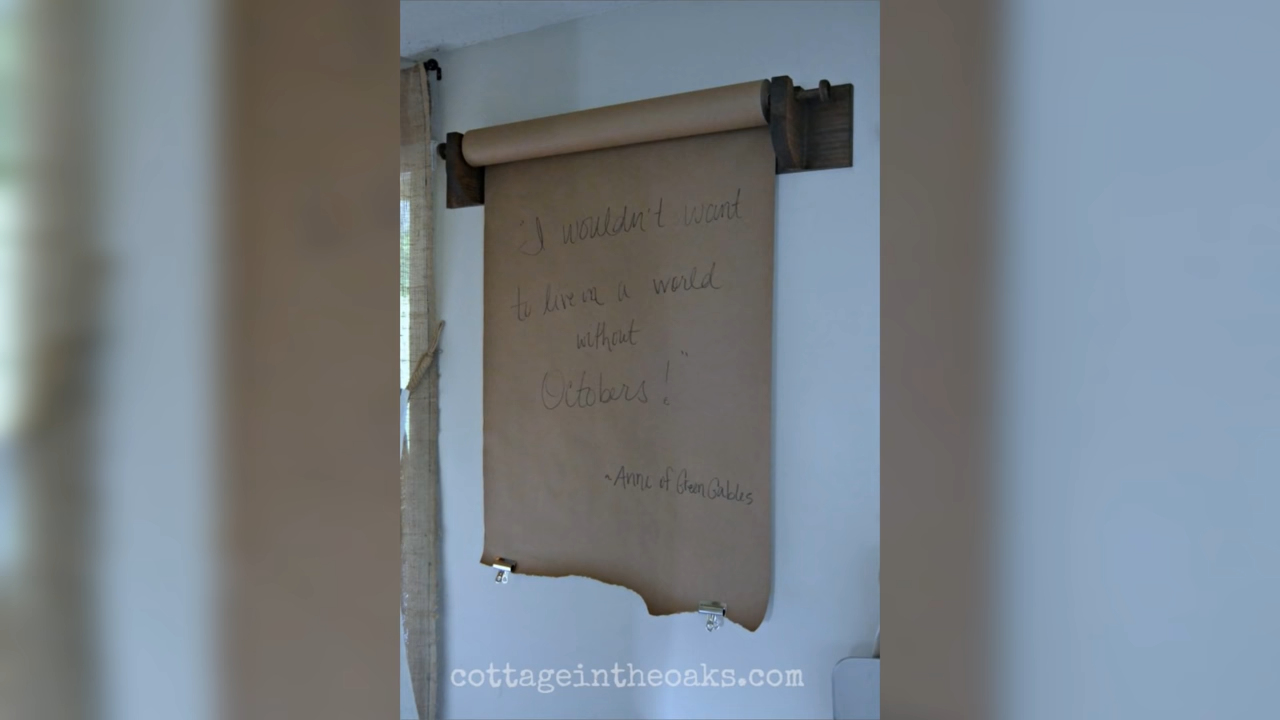 "I wouldn't want
to live in a world
without
Octobers!"
~Anne of Green Gables
cottageintheoaks.com